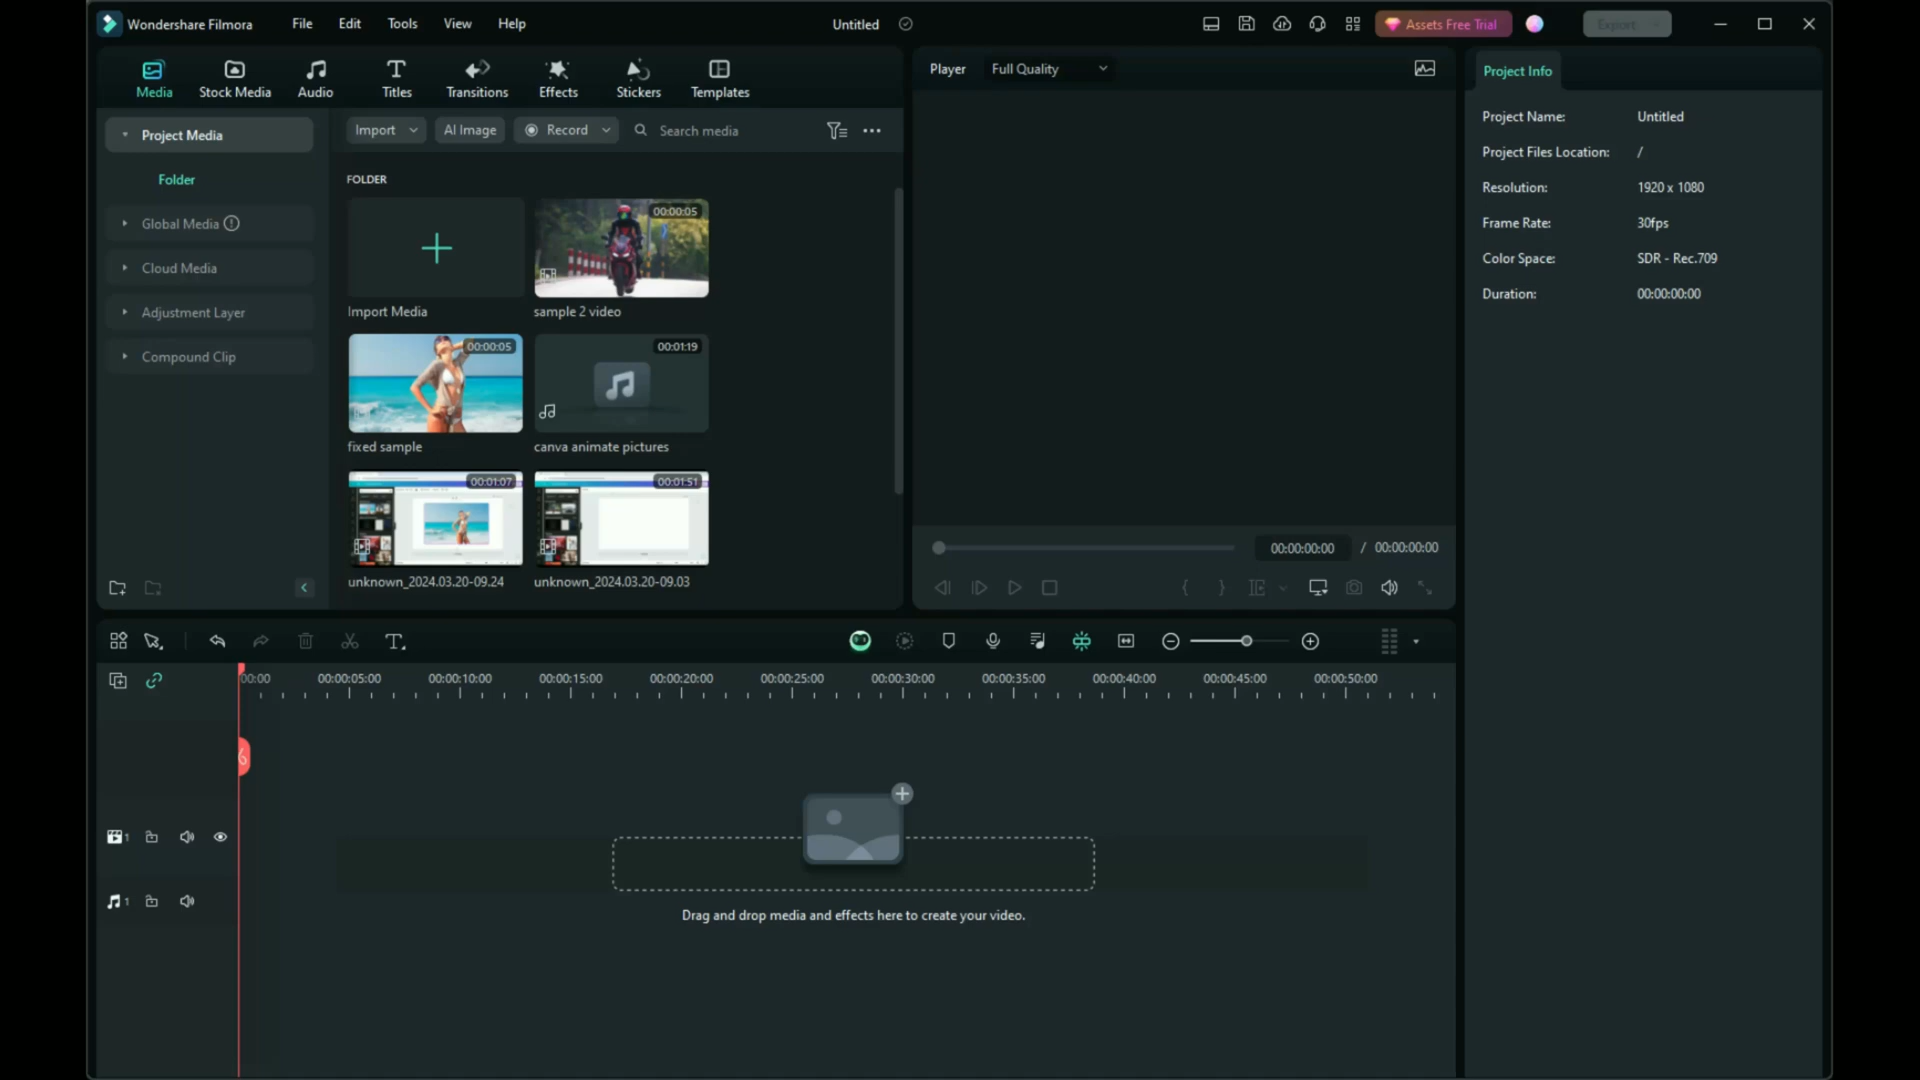 Wondershare Filmora File Edit Tools View Help Untitled Assets Free Trial Export
Media Stock Media Audio Titles Transitions Effects Stickers Templates
Player Full Quality
Project Info
Project Media
Folder
Global Media
Cloud Media
Adjustment Layer
Compound Clip
Import AI Image Record Search media
FOLDER
00:00:05
Import Media sample 2 video
00:00:05 00:01:19
fixed sample canva animate pictures
00:01:07 00:01:51
unknown_2024.03.20-09.24 unknown_2024.03.20-09.03
00:00:00:00 / 00:00:00:00
Project Name: Untitled
Project Files Location: /
Resolution: 1920 x 1080
Frame Rate: 30fps
Color Space: SDR - Rec.709
Duration: 00:00:00:00
00:00 00:00:05:00 00:00:10:00 00:00:15:00 00:00:20:00 00:00:25:00 00:00:30:00 00:00:35:00 00:00:40:00 00:00:45:00 00:00:50:00
1
1
Drag and drop media and effects here to create your video.